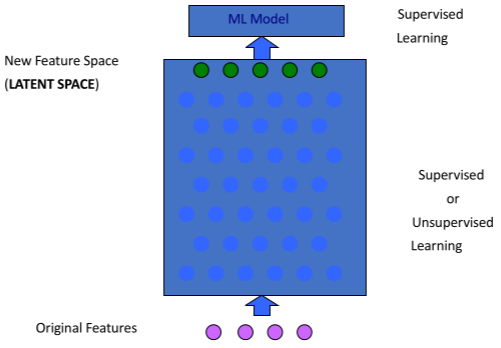 ML Model
Supervised
Learning
New Feature Space
(LATENT SPACE)
Supervised
or
Unsupervised
Learning
Original Features